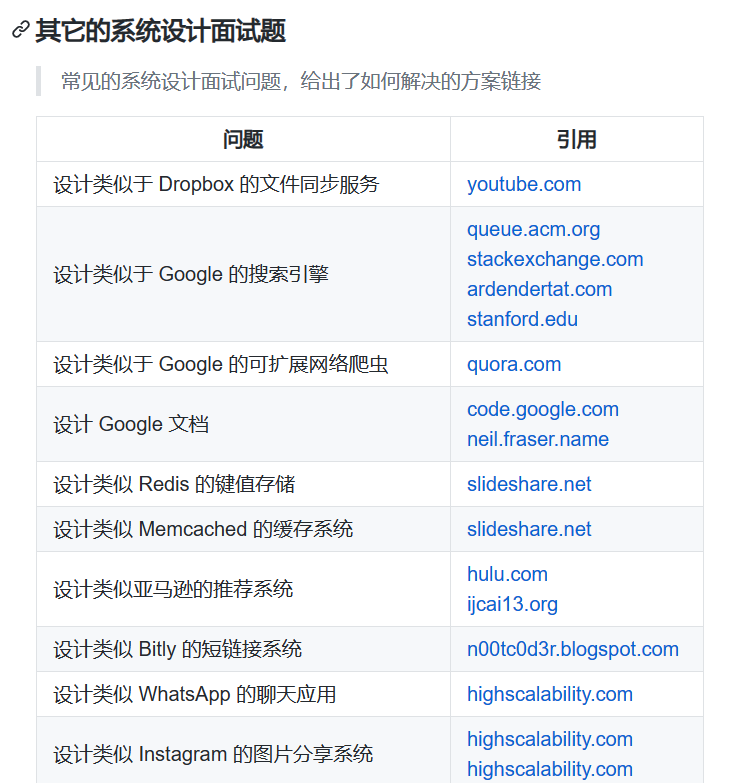 其它的系统设计面试题
常见的系统设计面试问题，给出了如何解决的方案链接
问题 引用
设计类似于 Dropbox 的文件同步服务 youtube.com
设计类似于 Google 的搜索引擎 queue.acm.org
stackexchange.com
ardendertat.com
stanford.edu
设计类似于 Google 的可扩展网络爬虫 quora.com
设计 Google 文档 code.google.com
neil.fraser.name
设计类似 Redis 的键值存储 slideshare.net
设计类似 Memcached 的缓存系统 slideshare.net
设计类似亚马逊的推荐系统 hulu.com
ijcai13.org
设计类似 Bitly 的短链接系统 n00tc0d3r.blogspot.com
设计类似 WhatsApp 的聊天应用 highscalability.com
设计类似 Instagram 的图片分享系统 highscalability.com
highscalability.com